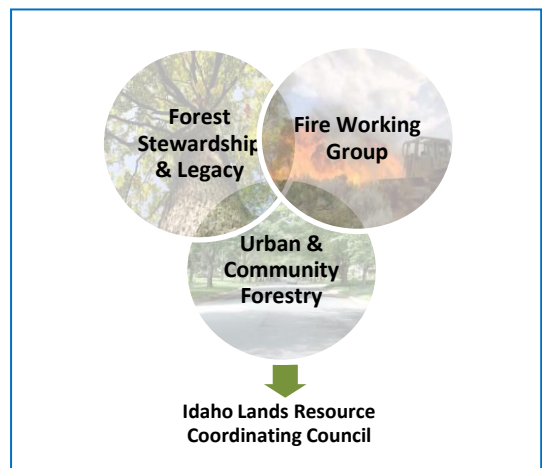 Forest
Stewardship
& Legacy
Fire Working
Group
Urban &
Community
Forestry
Idaho Lands Resource
Coordinating Council